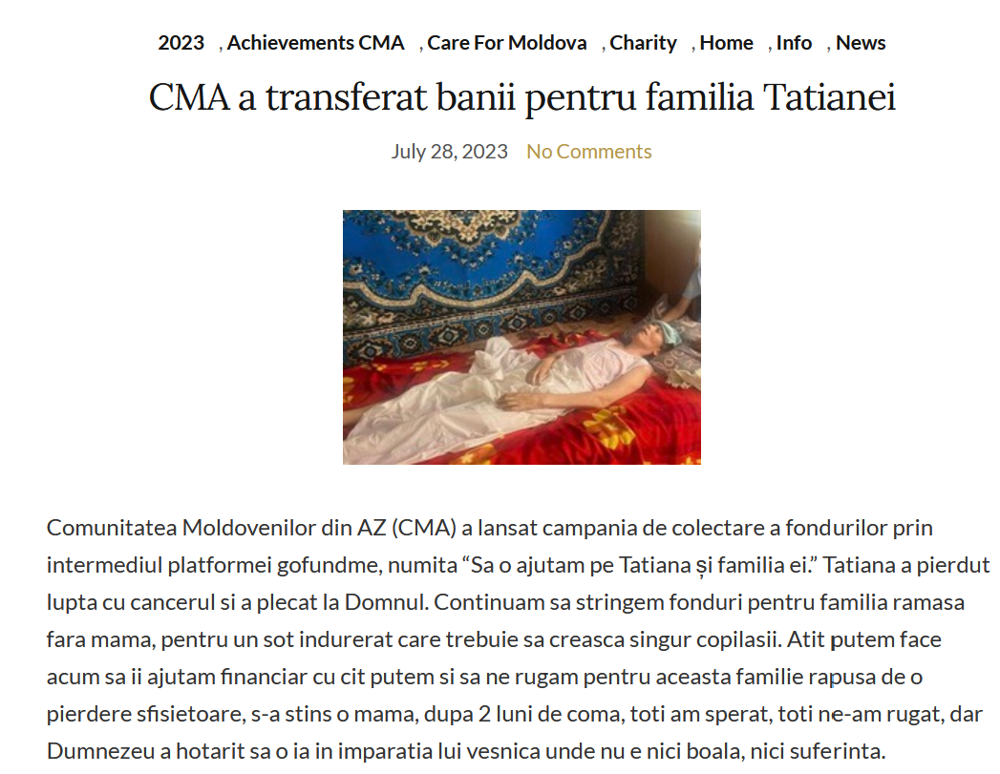 2023 , Achievements CMA , Care For Moldova , Charity , Home , Info , News
CMA a transferat banii pentru familia Tatianei
July 28, 2023 No Comments
Comunitatea Moldovenilor din AZ (CMA) a lansat campania de colectare a fondurilor prin
intermediul platformei gofundme, numita “Sa o ajutam pe Tatiana și familia ei.” Tatiana a pierdut
lupta cu cancerul si a plecat la Domnul. Continuam sa stringem fonduri pentru familia ramasa
fara mama, pentru un sot indurerat care trebuie sa creasca singur copilasii. Atit putem face
acum sa ii ajutam financiar cu cit putem si sa ne rugam pentru aceasta familie rapusa de o
pierdere sfisietoare, s-a stins o mama, dupa 2 luni de coma, toti am sperat, toti ne-am rugat, dar
Dumnezeu a hotarit sa o ia in imparatia lui vesnica unde nu e nici boala, nici suferinta.